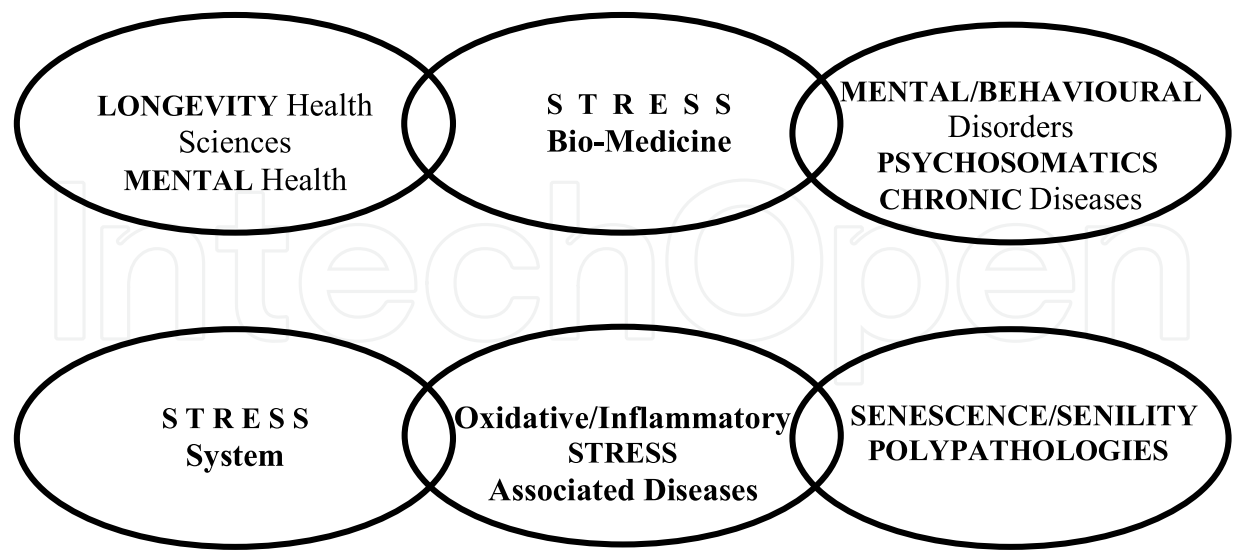 LONGEVITY Health
Sciences
MENTAL Health
S T R E S S
Bio-Medicine
MENTAL/BEHAVIOURAL
Disorders
PSYCHOSOMATICS
CHRONIC Diseases
IntechOpen
S T R E S S
System
Oxidative/Inflammatory
STRESS
Associated Diseases
SENESCENCE/SENILITY
POLYPATHOLOGIES